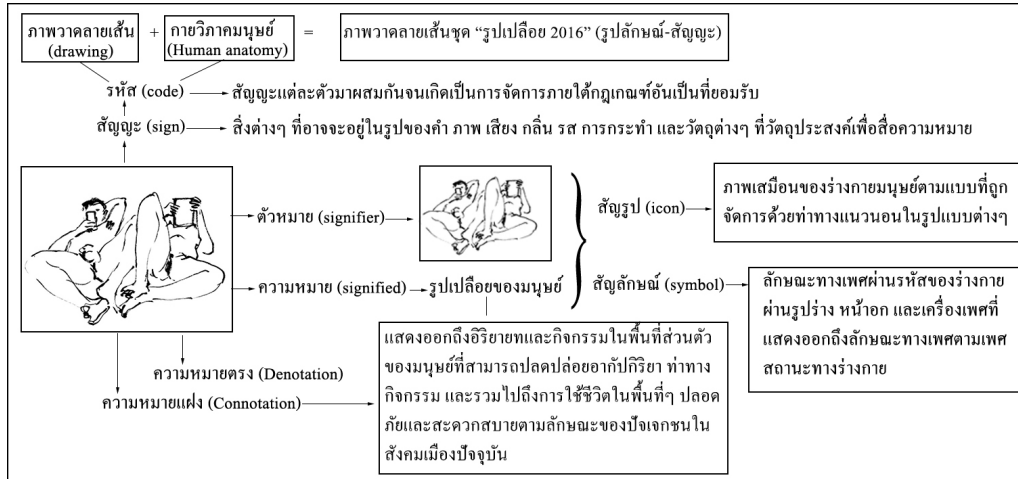 ภาพวาดลายเส้น + กายวิภาคมนุษย์ = ภาพวาดลายเส้นชุด “รูปเปลือย 2016” (รูปลักษณ์-สัญญะ)
(drawing) (Human anatomy)
รหัส (code) สัญญะแต่ละตัวมาผสมกันจนเกิดเป็นการจัดการภายใต้กฎเกณฑ์อันเป็นที่ยอมรับ
สัญญะ (sign) สิ่งต่างๆ ที่อาจจะอยู่ในรูปของคำ ภาพ เสียง กลิ่น รส การกระทำ และวัตถุต่างๆ ที่วัตถุประสงค์เพื่อสื่อความหมาย
ตัวหมาย (signifier)
สัญรูป (icon)
ภาพเสมือนของร่างกายมนุษย์ตามแบบที่ถูก
จัดการด้วยท่าทางแนวนอนในรูปแบบต่างๆ
ความหมาย (signified) รูปเปลือยของมนุษย์
สัญลักษณ์ (symbol)
ลักษณะทางเพศผ่านรหัสของร่างกาย
ผ่านรูปร่าง หน้าอก และเครื่องเพศที่
แสดงออกถึงลักษณะทางเพศตามเพศ
สถานะทางร่างกาย
ความหมายตรง (Denotation)
ความหมายแฝง (Connotation)
แสดงออกถึงอิริยาบทและกิจกรรมในพื้นที่ส่วนตัว
ของมนุษย์ที่สามารถปลดปล่อยอากัปกิริยา ท่าทาง
กิจกรรม และรวมไปถึงการใช้ชีวิตในพื้นที่ๆ ปลอด
ภัยและสะดวกสบายตามลักษณะของปัจเจกชนใน
สังคมเมืองปัจจุบัน